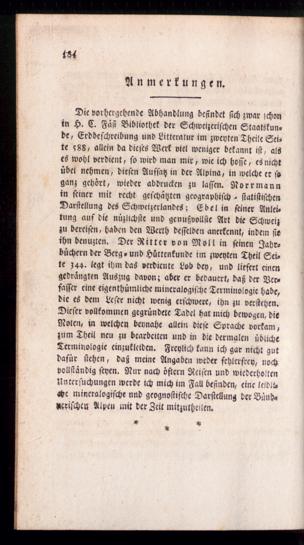 184
Anmerkungen.
Die vorhergehende Abhandlung befindet sich zwar schon
in H. C. Fäsi Bibliothek der Schweizerischen Staatskun-
de, Erdbeschreibung und Litteratur im zweyten Theile Sei-
te 588, allein da dieses Werk viel weniger bekannt ist, als
es wohl verdient, so wird man mir, wie ich hoffe, es nicht
übel nehmen, diesen Aufsatz in der Alpina, in welche er so
ganz gehört, wieder abdrucken zu lassen. Norrmann
in seiner mit recht geschätzten geographisch-statistischen
Darstellung des Schweizerlandes; Ebel in seiner Anlei-
tung auf die nüzlichste und genußvollste Art die Schweiz
zu bereisen, haben den Werth desselben anerkennt, indem sie
ihn benuzten. Der Ritter von Moll in seinen Jahr-
büchern der Berg- und Hüttenkunde im zweyten Theil Sei-
te 344. legt ihm das verdiente Lob bey, und liefert einen
gedrängten Auszug davon; aber er bedauert, daß der Ver-
fasser eine eigenthümliche mineralogische Terminologie habe,
die es dem Leser nicht wenig erschwert, ihn zu verstehen.
Dieser vollkommen gegründete Tadel hat mich bewogen, die
Noten, in welchen beynahe allein diese Sprache vorkam,
zum Theil neu zu bearbeiten und in die dermalen übliche
Terminologie einzukleiden. Freylich kann ich gar nicht gut
dafür stehen, daß meine Angaben weder fehlerfrey, noch
vollständig seyen. Nur nach öftern Reisen und wiederholten
Untersuchungen werde ich mich im Fall befinden, eine leidli-
che mineralogische und geognostische Darstellung der Bünd-
nerischen Alpen mit der Zeit mitzutheilen.
* * *